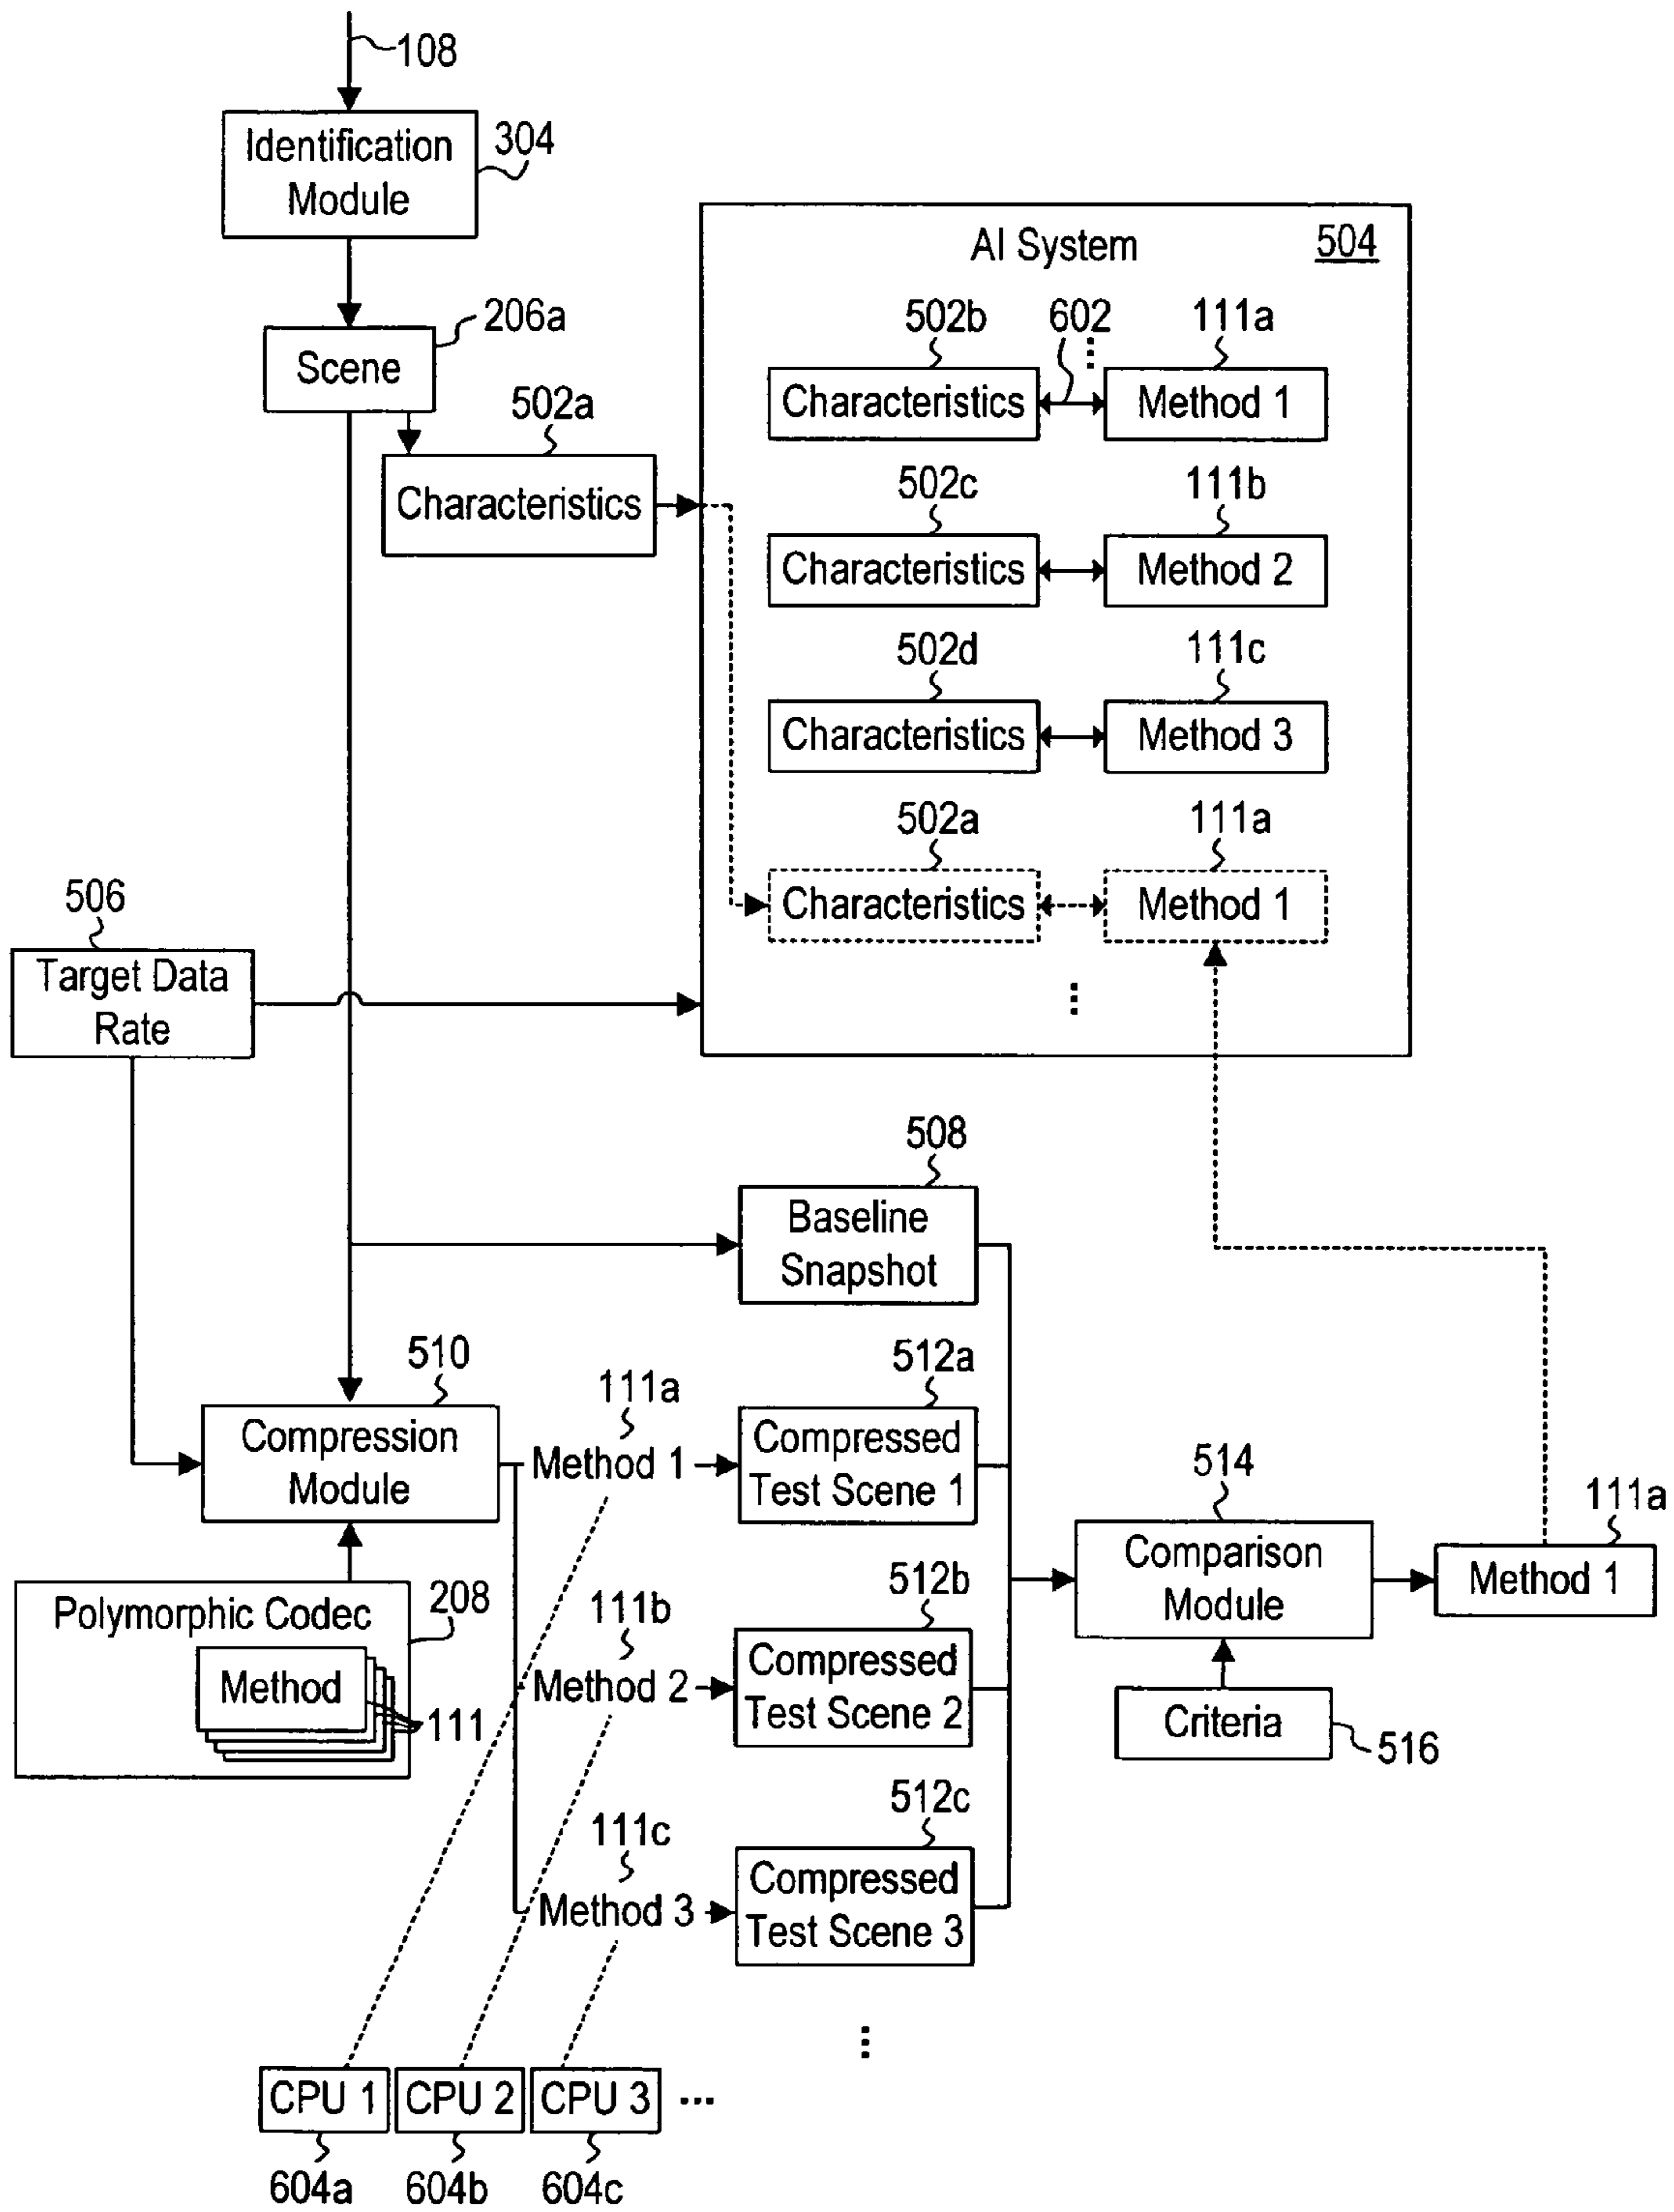 108
Identification
Module
304
AI System
504
Scene
206a
502b
602
111a
Characteristics
Method 1
502a
Characteristics
502c
111b
Characteristics
Method 2
502d
111c
Characteristics
Method 3
502a
111a
Characteristics
Method 1
506
Target Data
Rate
508
Baseline
Snapshot
510
Compression
Module
111a
Method 1
512a
Compressed
Test Scene 1
514
Comparison
Module
111a
Method 1
Polymorphic Codec
208
Method
111
111b
Method 2
512b
Compressed
Test Scene 2
Criteria
516
111c
Method 3
512c
Compressed
Test Scene 3
CPU 1
CPU 2
CPU 3
...
604a
604b
604c